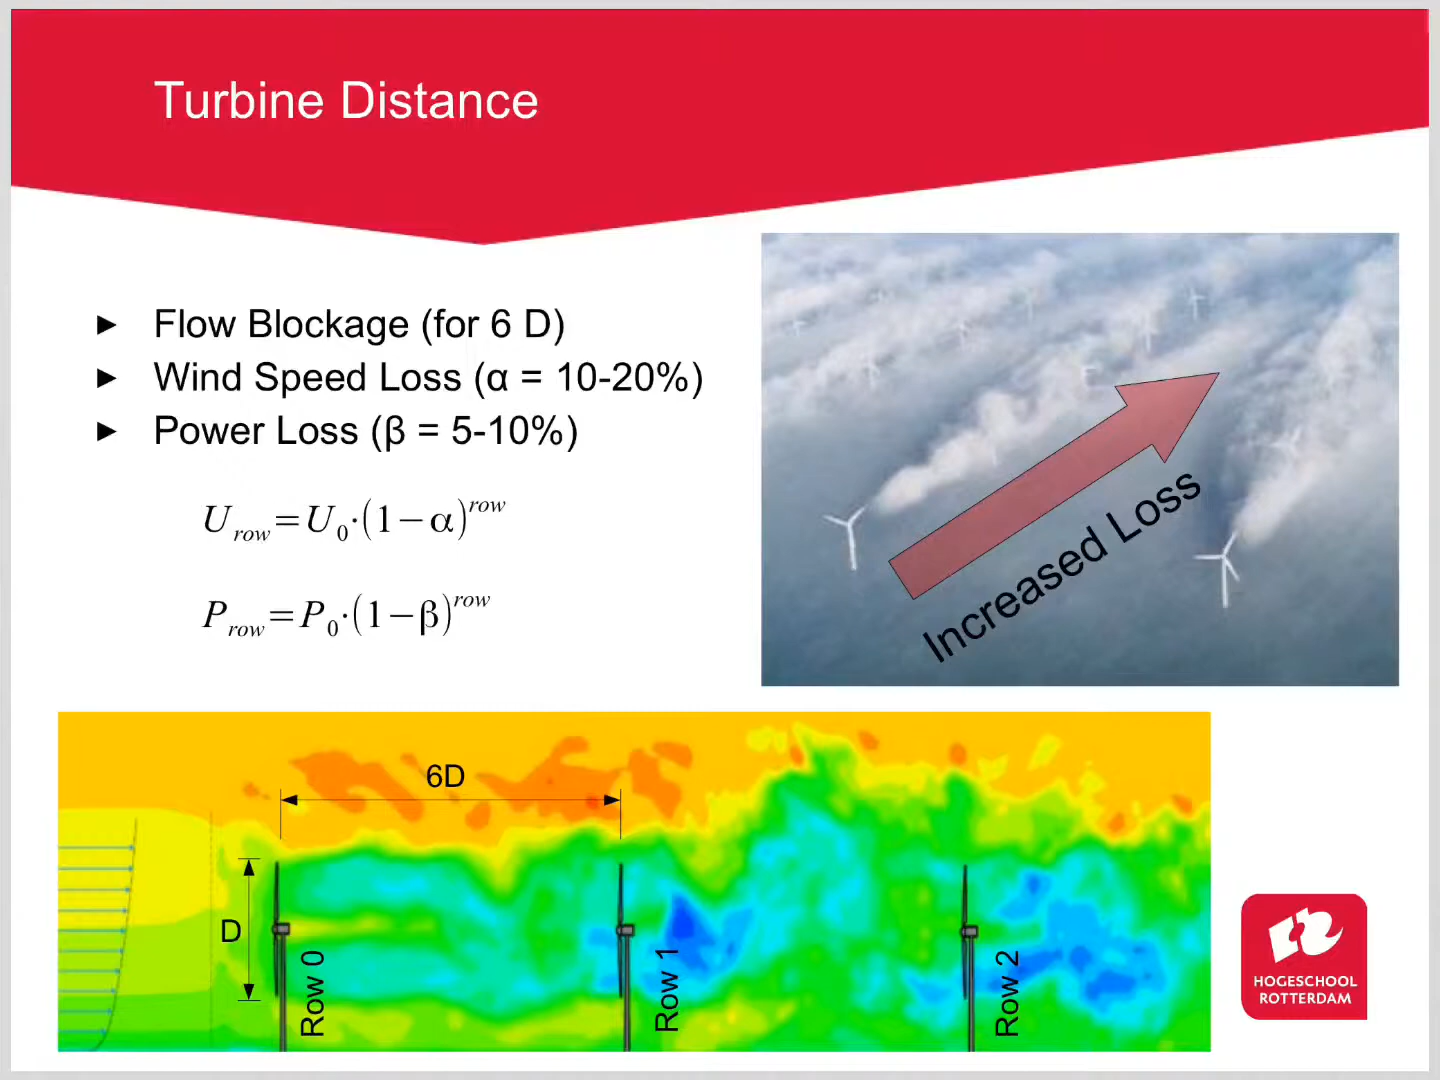 Turbine Distance
► Flow Blockage (for 6 D)
► Wind Speed Loss (α = 10-20%)
► Power Loss (β = 5-10%)
U_row = U_0·(1−α)^row
P_row = P_0·(1−β)^row
Increased Loss
6D
D
Row 0
Row 1
Row 2
HOGESCHOOL
ROTTERDAM